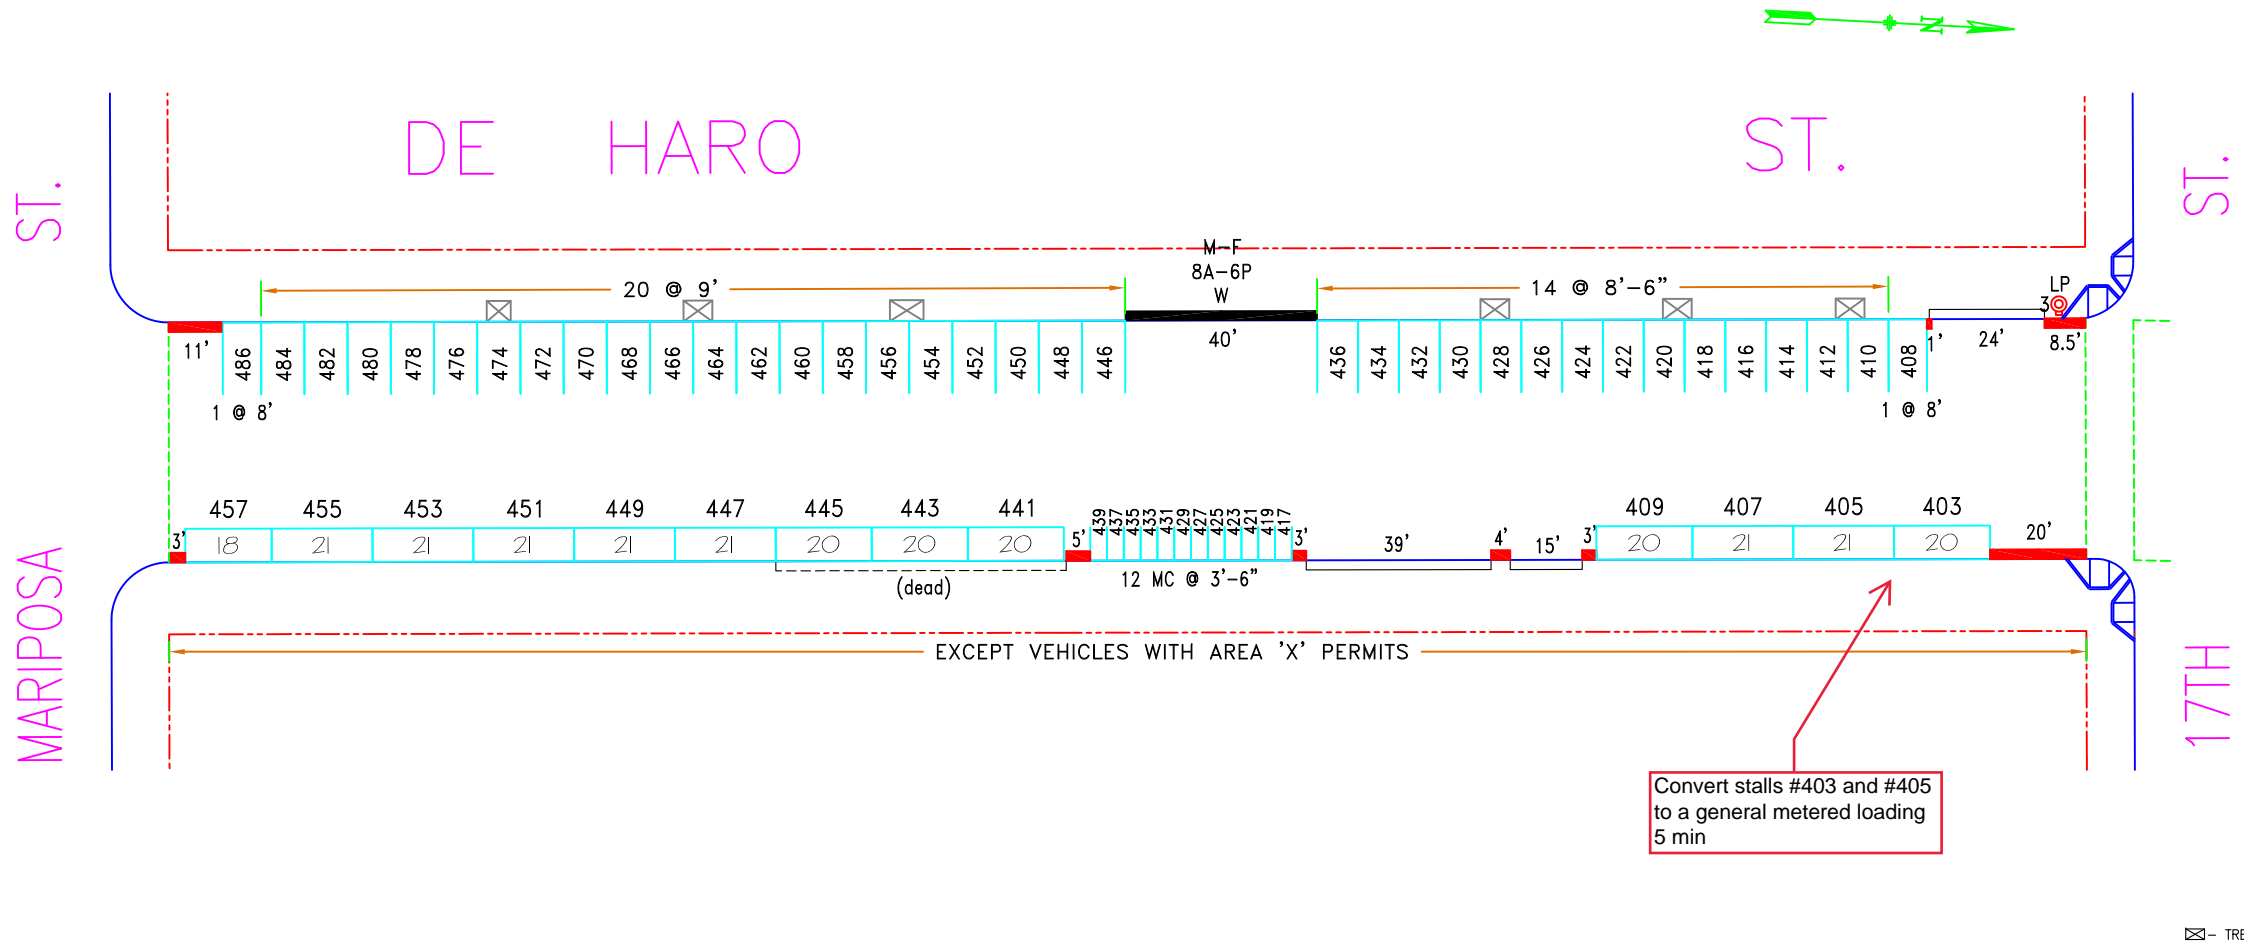 N
DE HARO ST.
ST.
ST.
MARIPOSA
17TH
M-F
8A-6P
W
20 @ 9'
14 @ 8'-6"
LP
3
11'
486 484 482 480 478 476 474 472 470 468 466 464 462 460 458 456 454 452 450 448 446
40'
436 434 432 430 428 426 424 422 420 418 416 414 412 410 408
1'
24'
8.5'
1 @ 8'
1 @ 8'
457 455 453 451 449 447 445 443 441
439 437 435 433 431 429 427 425 423 421 419 417
409 407 405 403
3'
18 21 21 21 21 21 20 20 20
5'
3'
39'
4'
15'
3'
20 21 21 20
20'
(dead)
12 MC @ 3'-6"
EXCEPT VEHICLES WITH AREA 'X' PERMITS
Convert stalls #403 and #405
to a general metered loading
5 min
- TRE